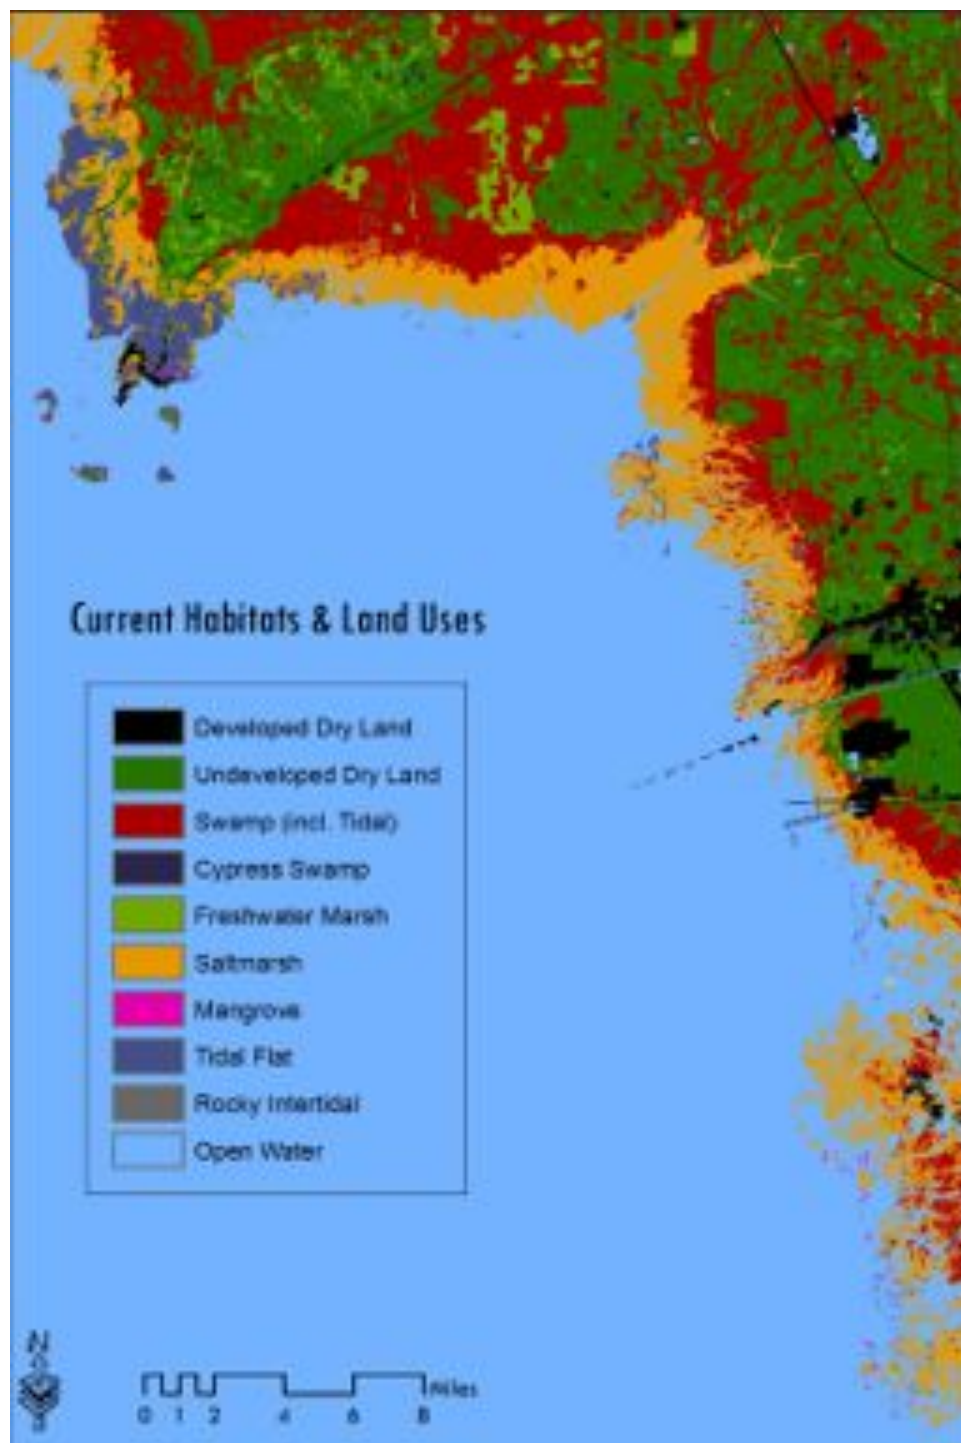 Current Habitats & Land Uses
Developed Dry Land
Undeveloped Dry Land
Swamp (incl. Tidal)
Cypress Swamp
Freshwater Marsh
Saltmarsh
Mangrove
Tidal Flat
Rocky Intertidal
Open Water
N
0 1 2 4 6 8 Miles